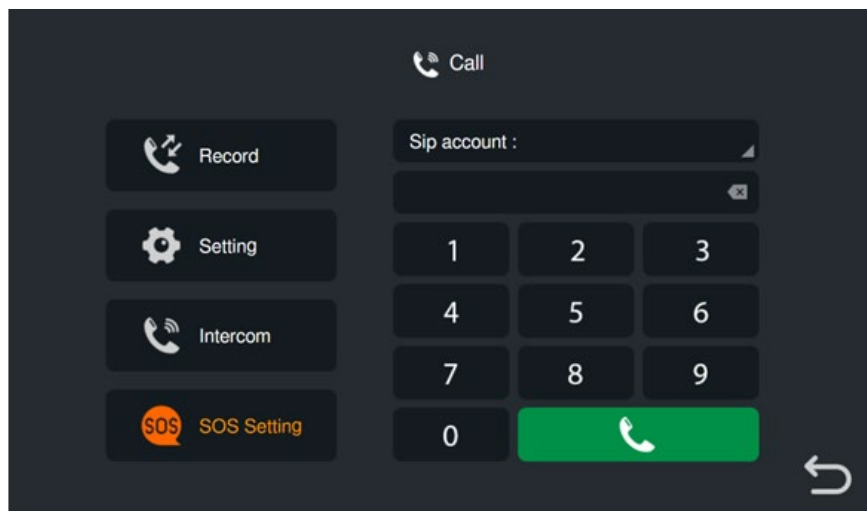 Call
Record
Setting
Intercom
SOS
SOS Setting
Sip account :
1 2 3
4 5 6
7 8 9
0